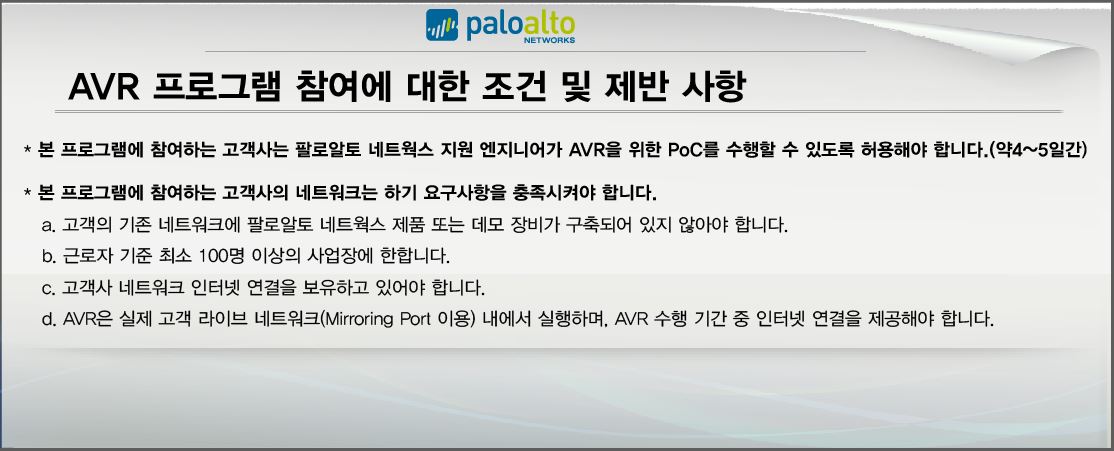 paloalto
NETWORKS
AVR 프로그램 참여에 대한 조건 및 제반 사항
* 본 프로그램에 참여하는 고객사는 팔로알토 네트웍스 지원 엔지니어가 AVR을 위한 PoC를 수행할 수 있도록 허용해야 합니다.(약4~5일간)
* 본 프로그램에 참여하는 고객사의 네트워크는 하기 요구사항을 충족시켜야 합니다.
a. 고객의 기존 네트워크에 팔로알토 네트웍스 제품 또는 데모 장비가 구축되어 있지 않아야 합니다.
b. 근로자 기준 최소 100명 이상의 사업장에 한합니다.
c. 고객사 네트워크 인터넷 연결을 보유하고 있어야 합니다.
d. AVR은 실제 고객 라이브 네트워크(Mirroring Port 이용) 내에서 실행하며, AVR 수행 기간 중 인터넷 연결을 제공해야 합니다.